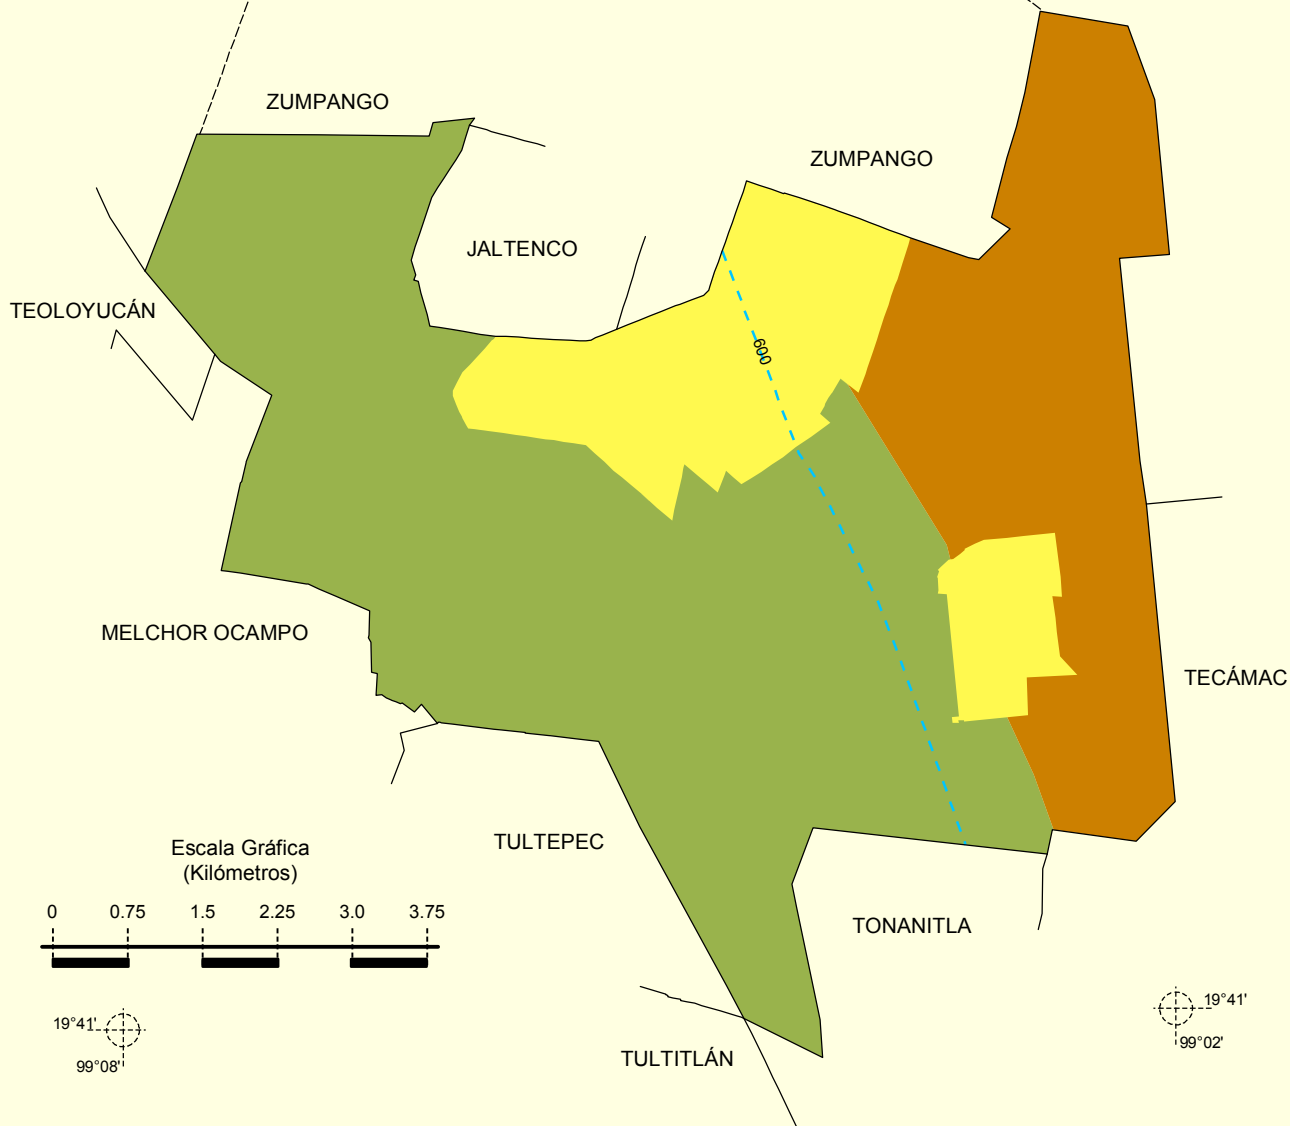 ZUMPANGO
ZUMPANGO
JALTENCO
TEOLOYUCÁN
600
MELCHOR OCAMPO
TECÁMAC
TULTEPEC
Escala Gráfica
(Kilómetros)
0 0.75 1.5 2.25 3.0 3.75
TONANITLA
19°41'
99°02'
19°41'
99°08'
TULTITLÁN